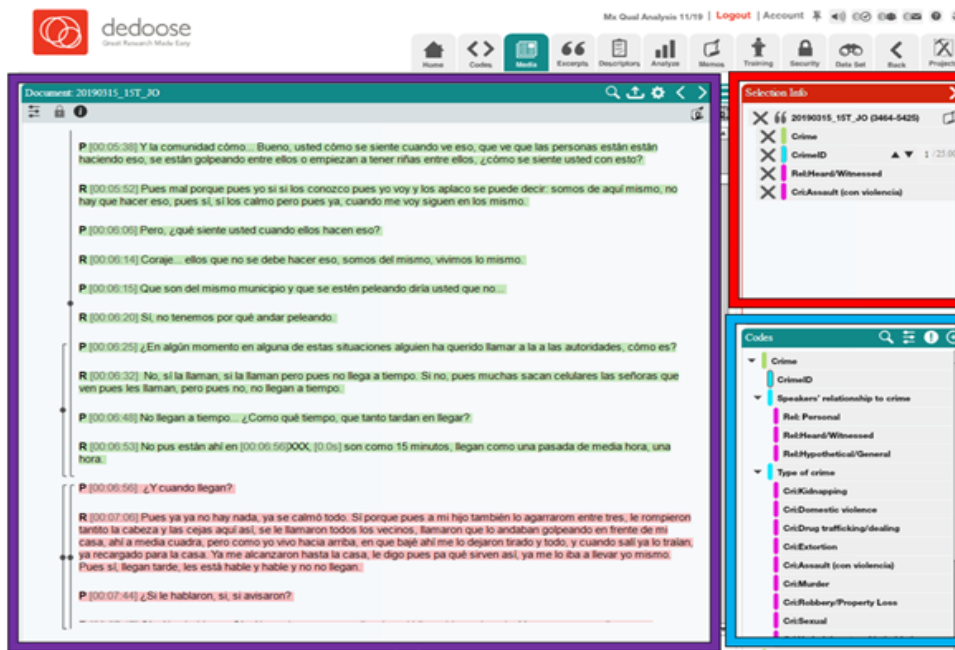 dedoose
Great Research Made Easy
Mx Qual Analysis 11/19 | Logout | Account
Home Codes Media Excerpts Descriptors Analyze Memos Training Security Data Set Back Project
Document: 20190315_15T_JO
P [00:05:38] Y la comunidad cómo... Bueno, usted cómo se siente cuando ve eso, que ve que las personas están están
haciendo eso, se están golpeando entre ellos o empiezan a tener riñas entre ellos, ¿cómo se siente usted con esto?
R [00:05:52] Pues mal porque pues yo si si los conozco pues yo voy y los aplaco se puede decir: somos de aquí mismo, no
hay que hacer eso, pues sí, sí los calmo pero pues ya, cuando me voy siguen en los mismo.
P [00:06:06] Pero, ¿qué siente usted cuando ellos hacen eso?
R [00:06:14] Coraje... ellos que no se debe hacer eso, somos del mismo, vivimos lo mismo.
P [00:06:15] Que son del mismo municipio y que se estén peleando diría usted que no...
R [00:06:20] Sí, no tenemos por qué andar peleando.
P [00:06:25] ¿En algún momento en alguna de estas situaciones alguien ha querido llamar a la a las autoridades, cómo es?
R [00:06:32] No, sí la llaman, si la llaman pero pues no llega a tiempo. Si no, pues muchas sacan celulares las señoras que
ven pues les llaman, pero pues no, no llegan a tiempo.
P [00:06:48] No llegan a tiempo... ¿Como qué tiempo, que tanto tardan en llegar?
R [00:06:53] No pus están ahí en [00:06:56]XXX, [0.0s] son como 15 minutos, llegan como una pasada de media hora, una
hora.
P [00:06:56] ¿Y cuando llegan?
R [00:07:06] Pues ya ya no hay nada, ya se calmó todo. Sí porque pues a mi hijo también lo agarrarom entre tres, le rompieron
tantito la cabeza y las cejas aquí así, se le llamaron todos los vecinos, llamaron que lo andaban golpeando en frente de mi
casa, ahí a media cuadra, pero como yo vivo hacia arriba, en que bajé ahí me lo dejaron tirado y todo, y cuando salí ya lo traían,
ya recargado para la casa. Ya me alcanzaron hasta la casa, le digo pues pa qué sirven así, ya me lo iba a llevar yo mismo.
Pues sí, llegan tarde, les está hable y hable y no no llegan.
P [00:07:44] ¿Si le hablaron, si, si avisaron?
Selection Info
20190315_15T_JO (3464-5425)
Crime
CrimeID 1
Rel:Heard/Witnessed
Cri:Assault (con violencia)
Codes
Crime
CrimeID
Speakers' relationship to crime
Rel: Personal
Rel:Heard/Witnessed
Rel:Hypothetical/General
Type of crime
Cri:Kidnapping
Cri:Domestic violence
Cri:Drug trafficking/dealing
Cri:Extortion
Cri:Assault (con violencia)
Cri:Murder
Cri:Robbery/Property Loss
Cri:Sexual